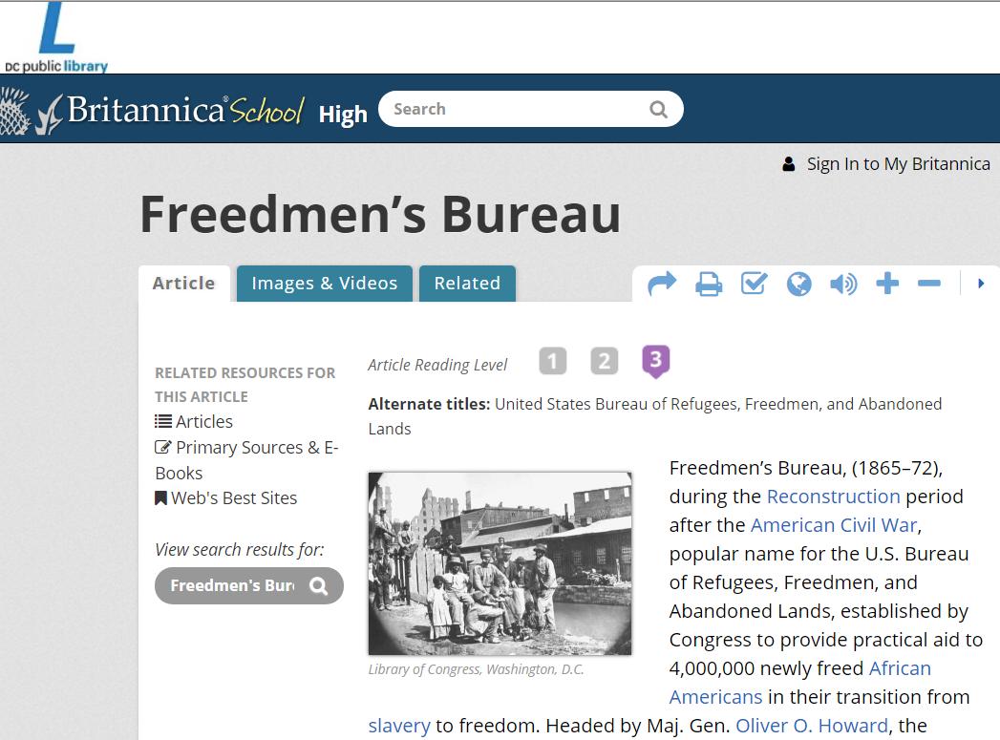 DC public library
Britannica® School High Search
Sign In to My Britannica
Freedmen’s Bureau
Article Images & Videos Related
RELATED RESOURCES FOR
THIS ARTICLE
Articles
Primary Sources & E-
Books
Web's Best Sites
View search results for:
Freedmen's Bur
Article Reading Level 1 2 3
Alternate titles: United States Bureau of Refugees, Freedmen, and Abandoned
Lands
Library of Congress, Washington, D.C.
Freedmen’s Bureau, (1865–72),
during the Reconstruction period
after the American Civil War,
popular name for the U.S. Bureau
of Refugees, Freedmen, and
Abandoned Lands, established by
Congress to provide practical aid to
4,000,000 newly freed African
Americans in their transition from
slavery to freedom. Headed by Maj. Gen. Oliver O. Howard, the